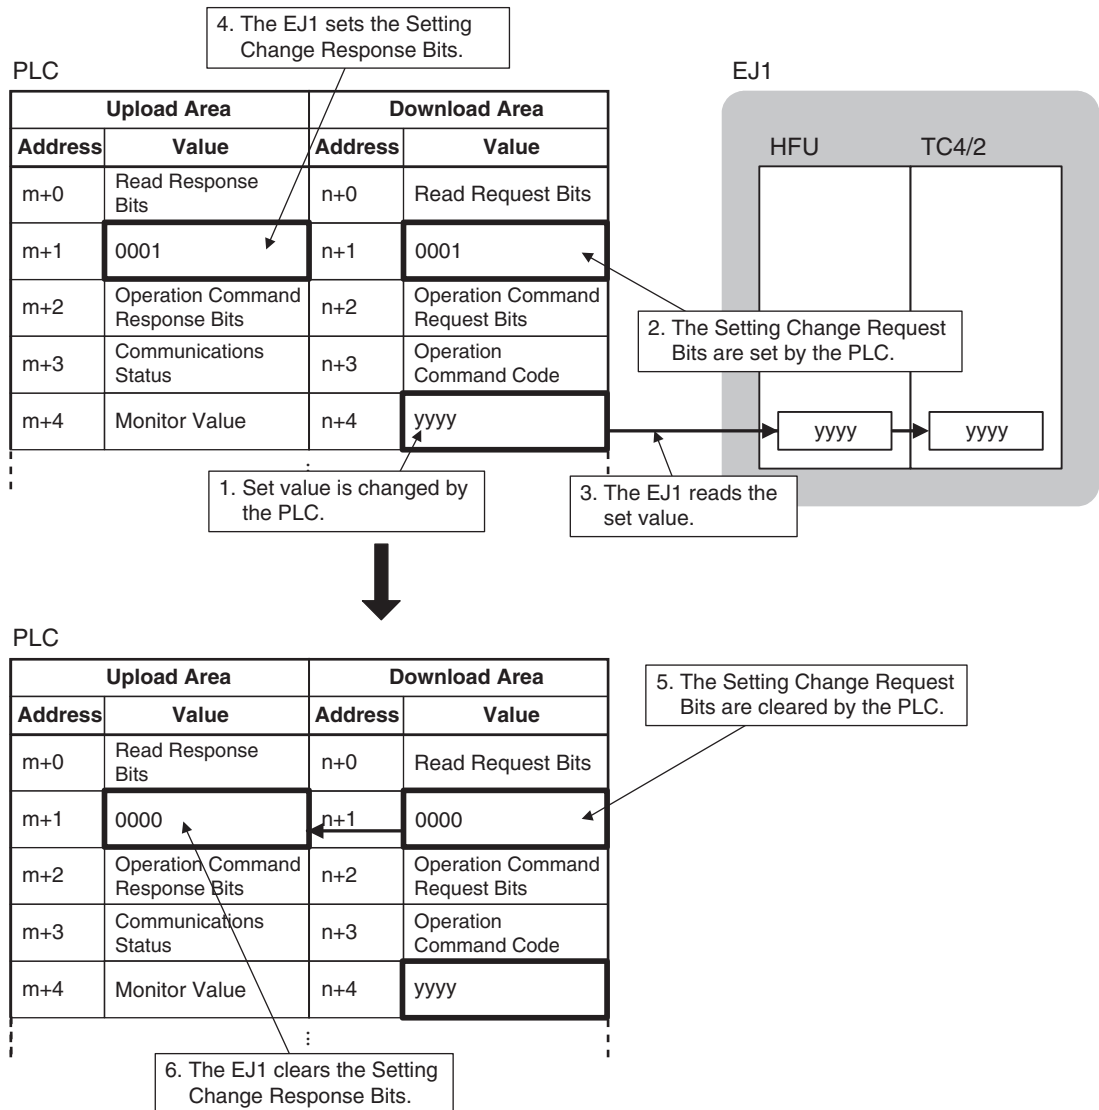 4. The EJ1 sets the Setting
Change Response Bits.
PLC
EJ1
Upload Area Download Area
Address Value Address Value
HFU TC4/2
m+0 Read Response
Bits n+0 Read Request Bits
m+1 0001 n+1 0001
m+2 Operation Command
Response Bits n+2 Operation Command
Request Bits
2. The Setting Change Request
Bits are set by the PLC.
m+3 Communications
Status n+3 Operation
Command Code
m+4 Monitor Value n+4 yyyy
yyyy yyyy
1. Set value is changed by
the PLC.
3. The EJ1 reads the
set value.
PLC
Upload Area Download Area
Address Value Address Value
5. The Setting Change Request
Bits are cleared by the PLC.
m+0 Read Response
Bits n+0 Read Request Bits
m+1 0000 n+1 0000
m+2 Operation Command
Response Bits n+2 Operation Command
Request Bits
m+3 Communications
Status n+3 Operation
Command Code
m+4 Monitor Value n+4 yyyy
6. The EJ1 clears the Setting
Change Response Bits.